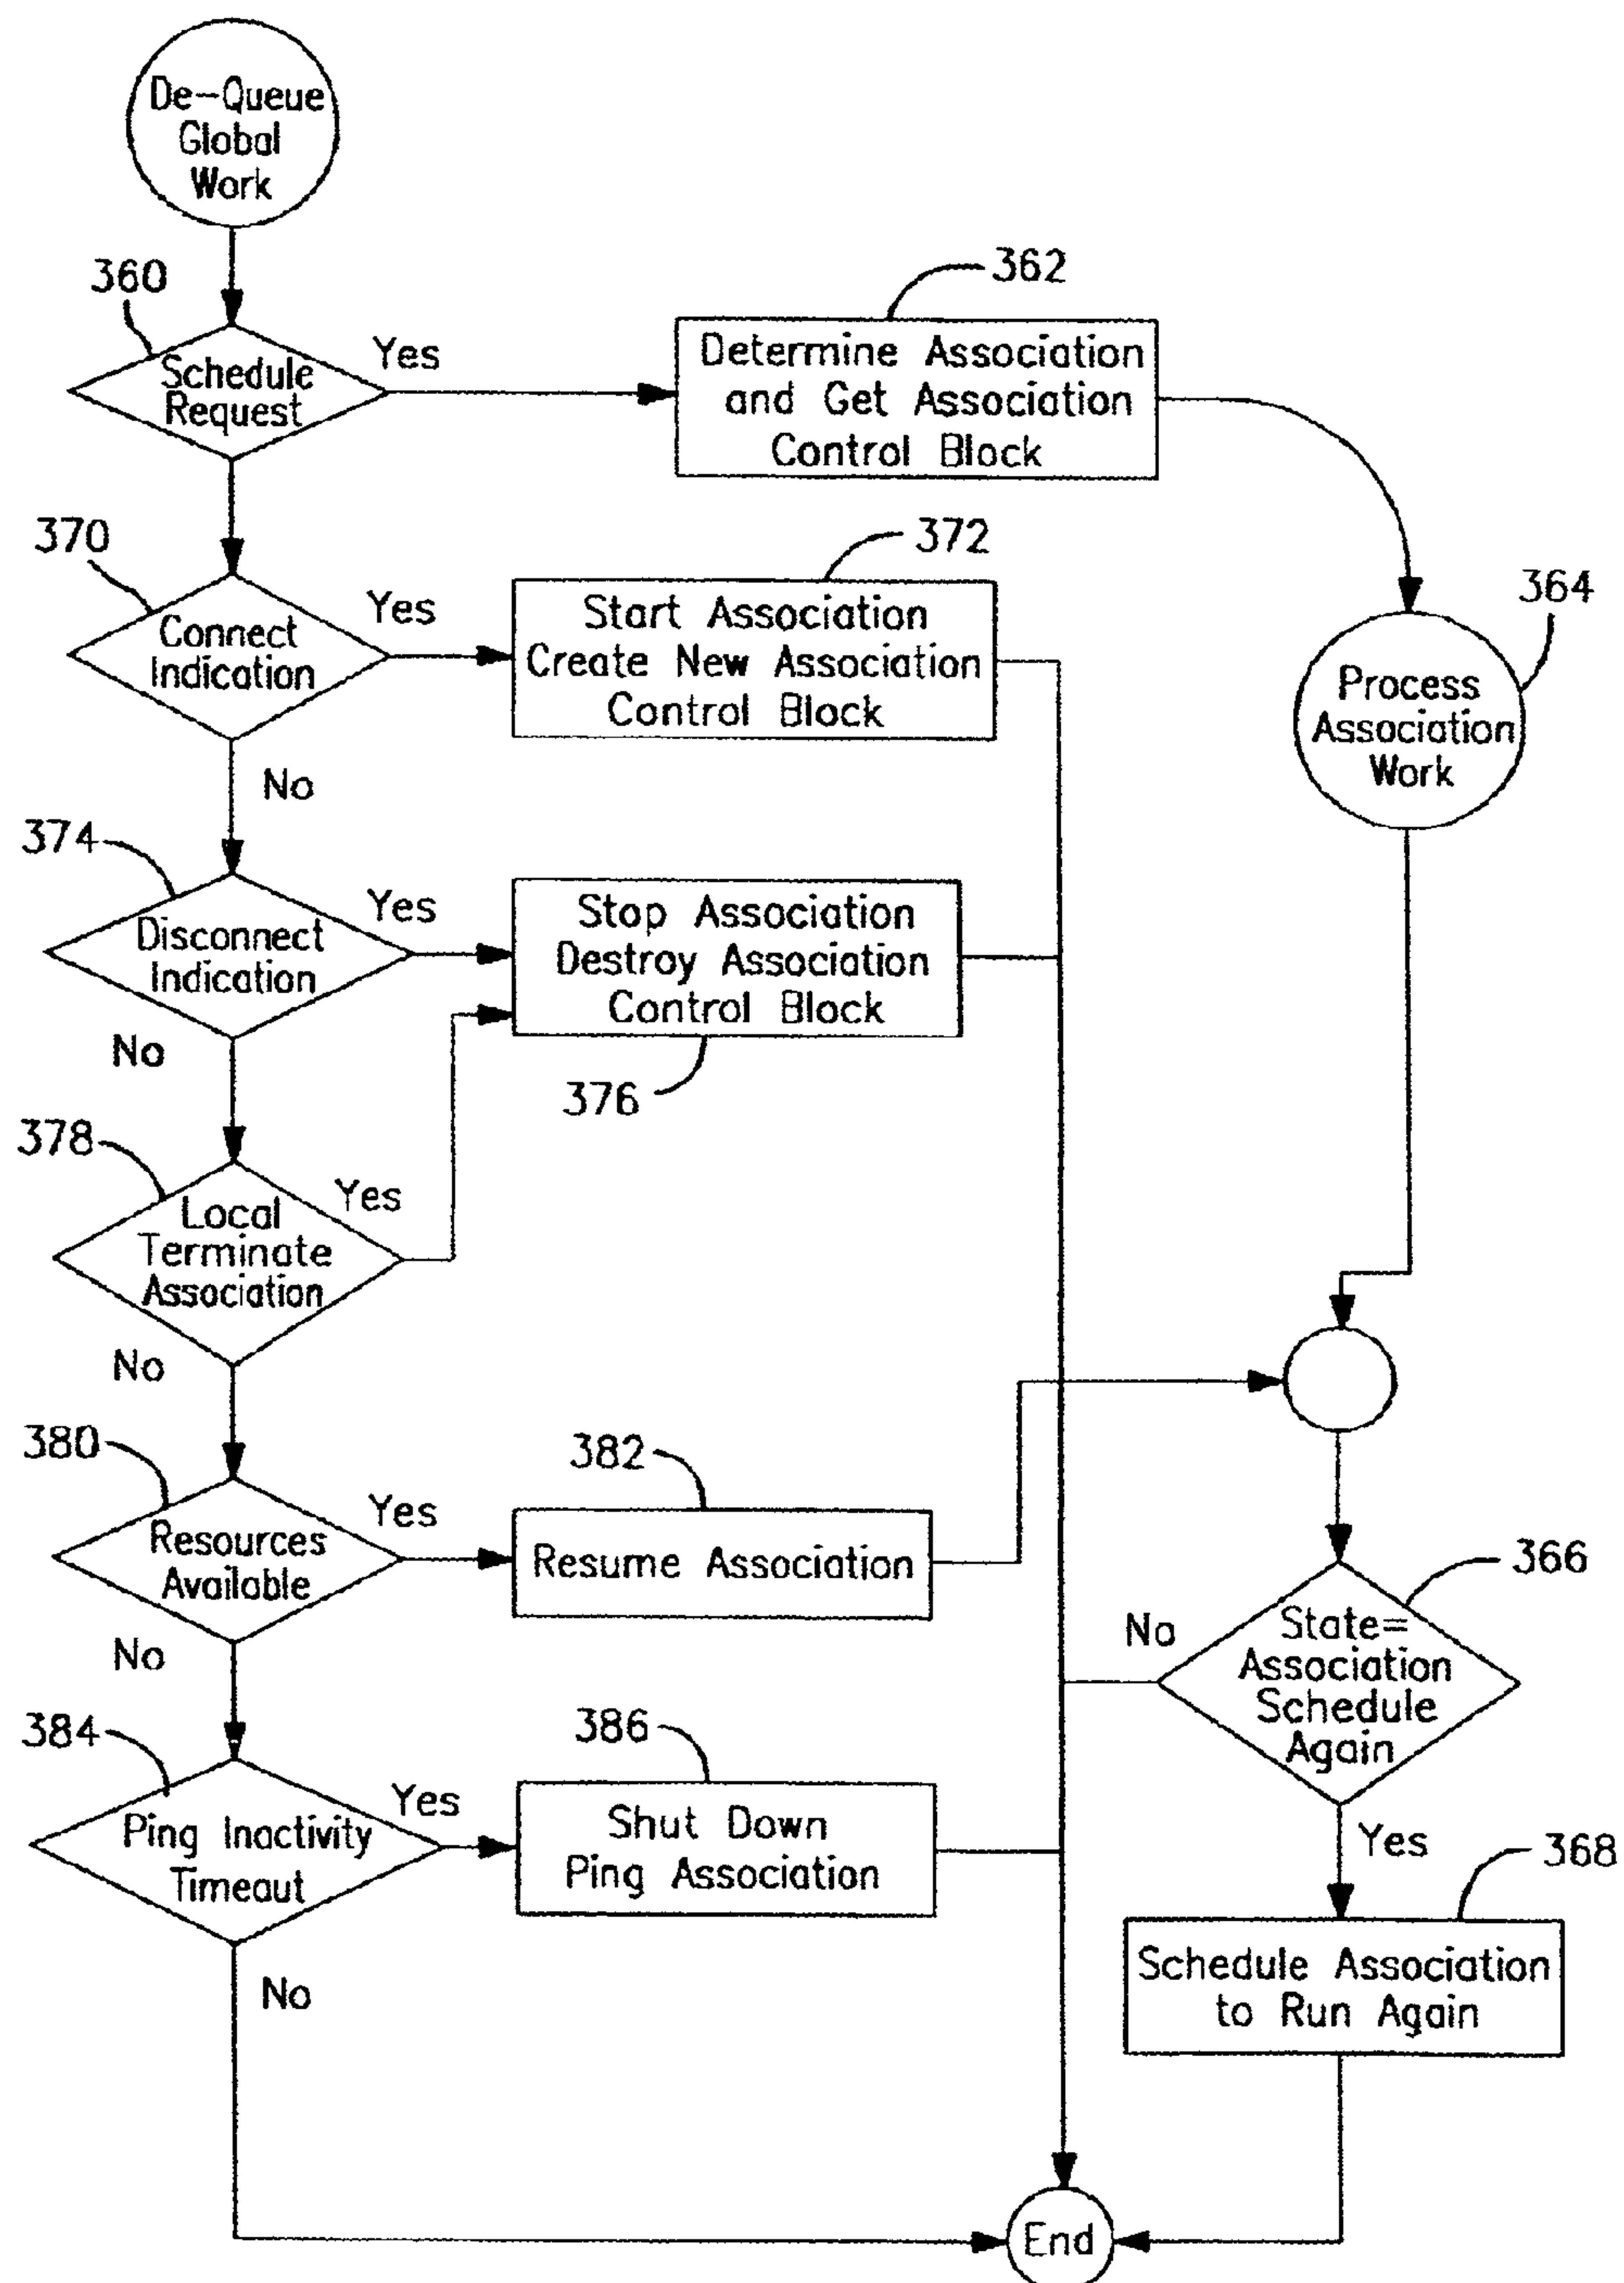 De-Queue
Global
Work
360
362
Schedule
Request
Yes
Determine Association
and Get Association
Control Block
370
372
364
Connect
Indication
Yes
Start Association
Create New Association
Control Block
Process
Association
Work
No
374
Disconnect
Indication
Yes
Stop Association
Destroy Association
Control Block
No
376
378
Local
Terminate
Association
Yes
No
380
382
Resources
Available
Yes
Resume Association
366
No
State=
Association
Schedule
Again
No
384
386
Ping Inactivity
Timeout
Yes
Shut Down
Ping Association
Yes
368
No
Schedule Association
to Run Again
End